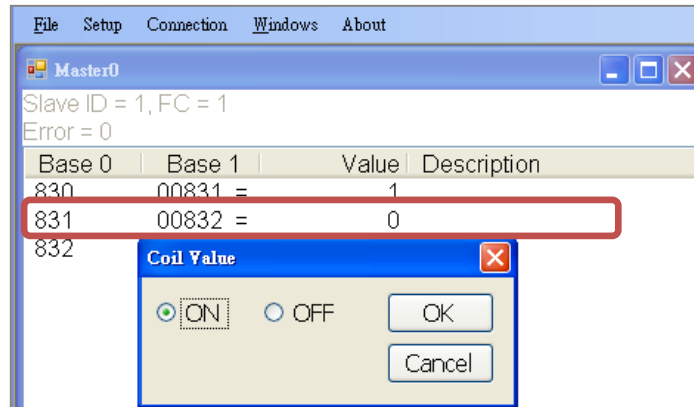 File Setup Connection Windows About
Master0
Slave ID = 1, FC = 1
Error = 0
Base 0 Base 1 Value Description
830 00831 = 1
831 00832 = 0
832
Coil Value
ON OFF OK
Cancel